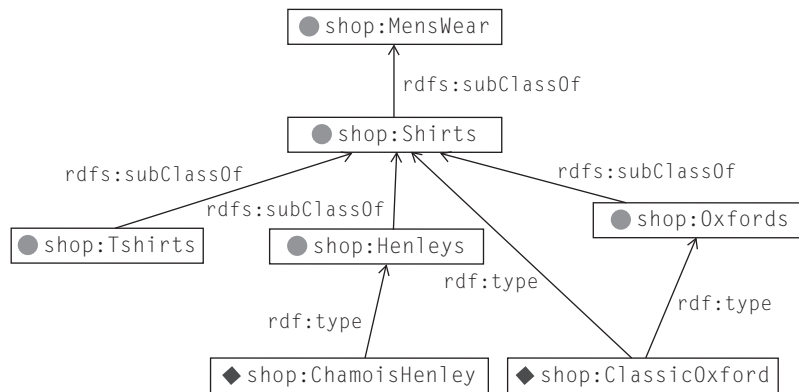 shop:MensWear
rdfs:subClassOf
shop:Shirts
rdfs:subClassOf
rdfs:subClassOf
rdfs:subClassOf
shop:Tshirts
shop:Henleys
shop:Oxfords
rdf:type
rdf:type
rdf:type
shop:ChamoisHenley
shop:ClassicOxford